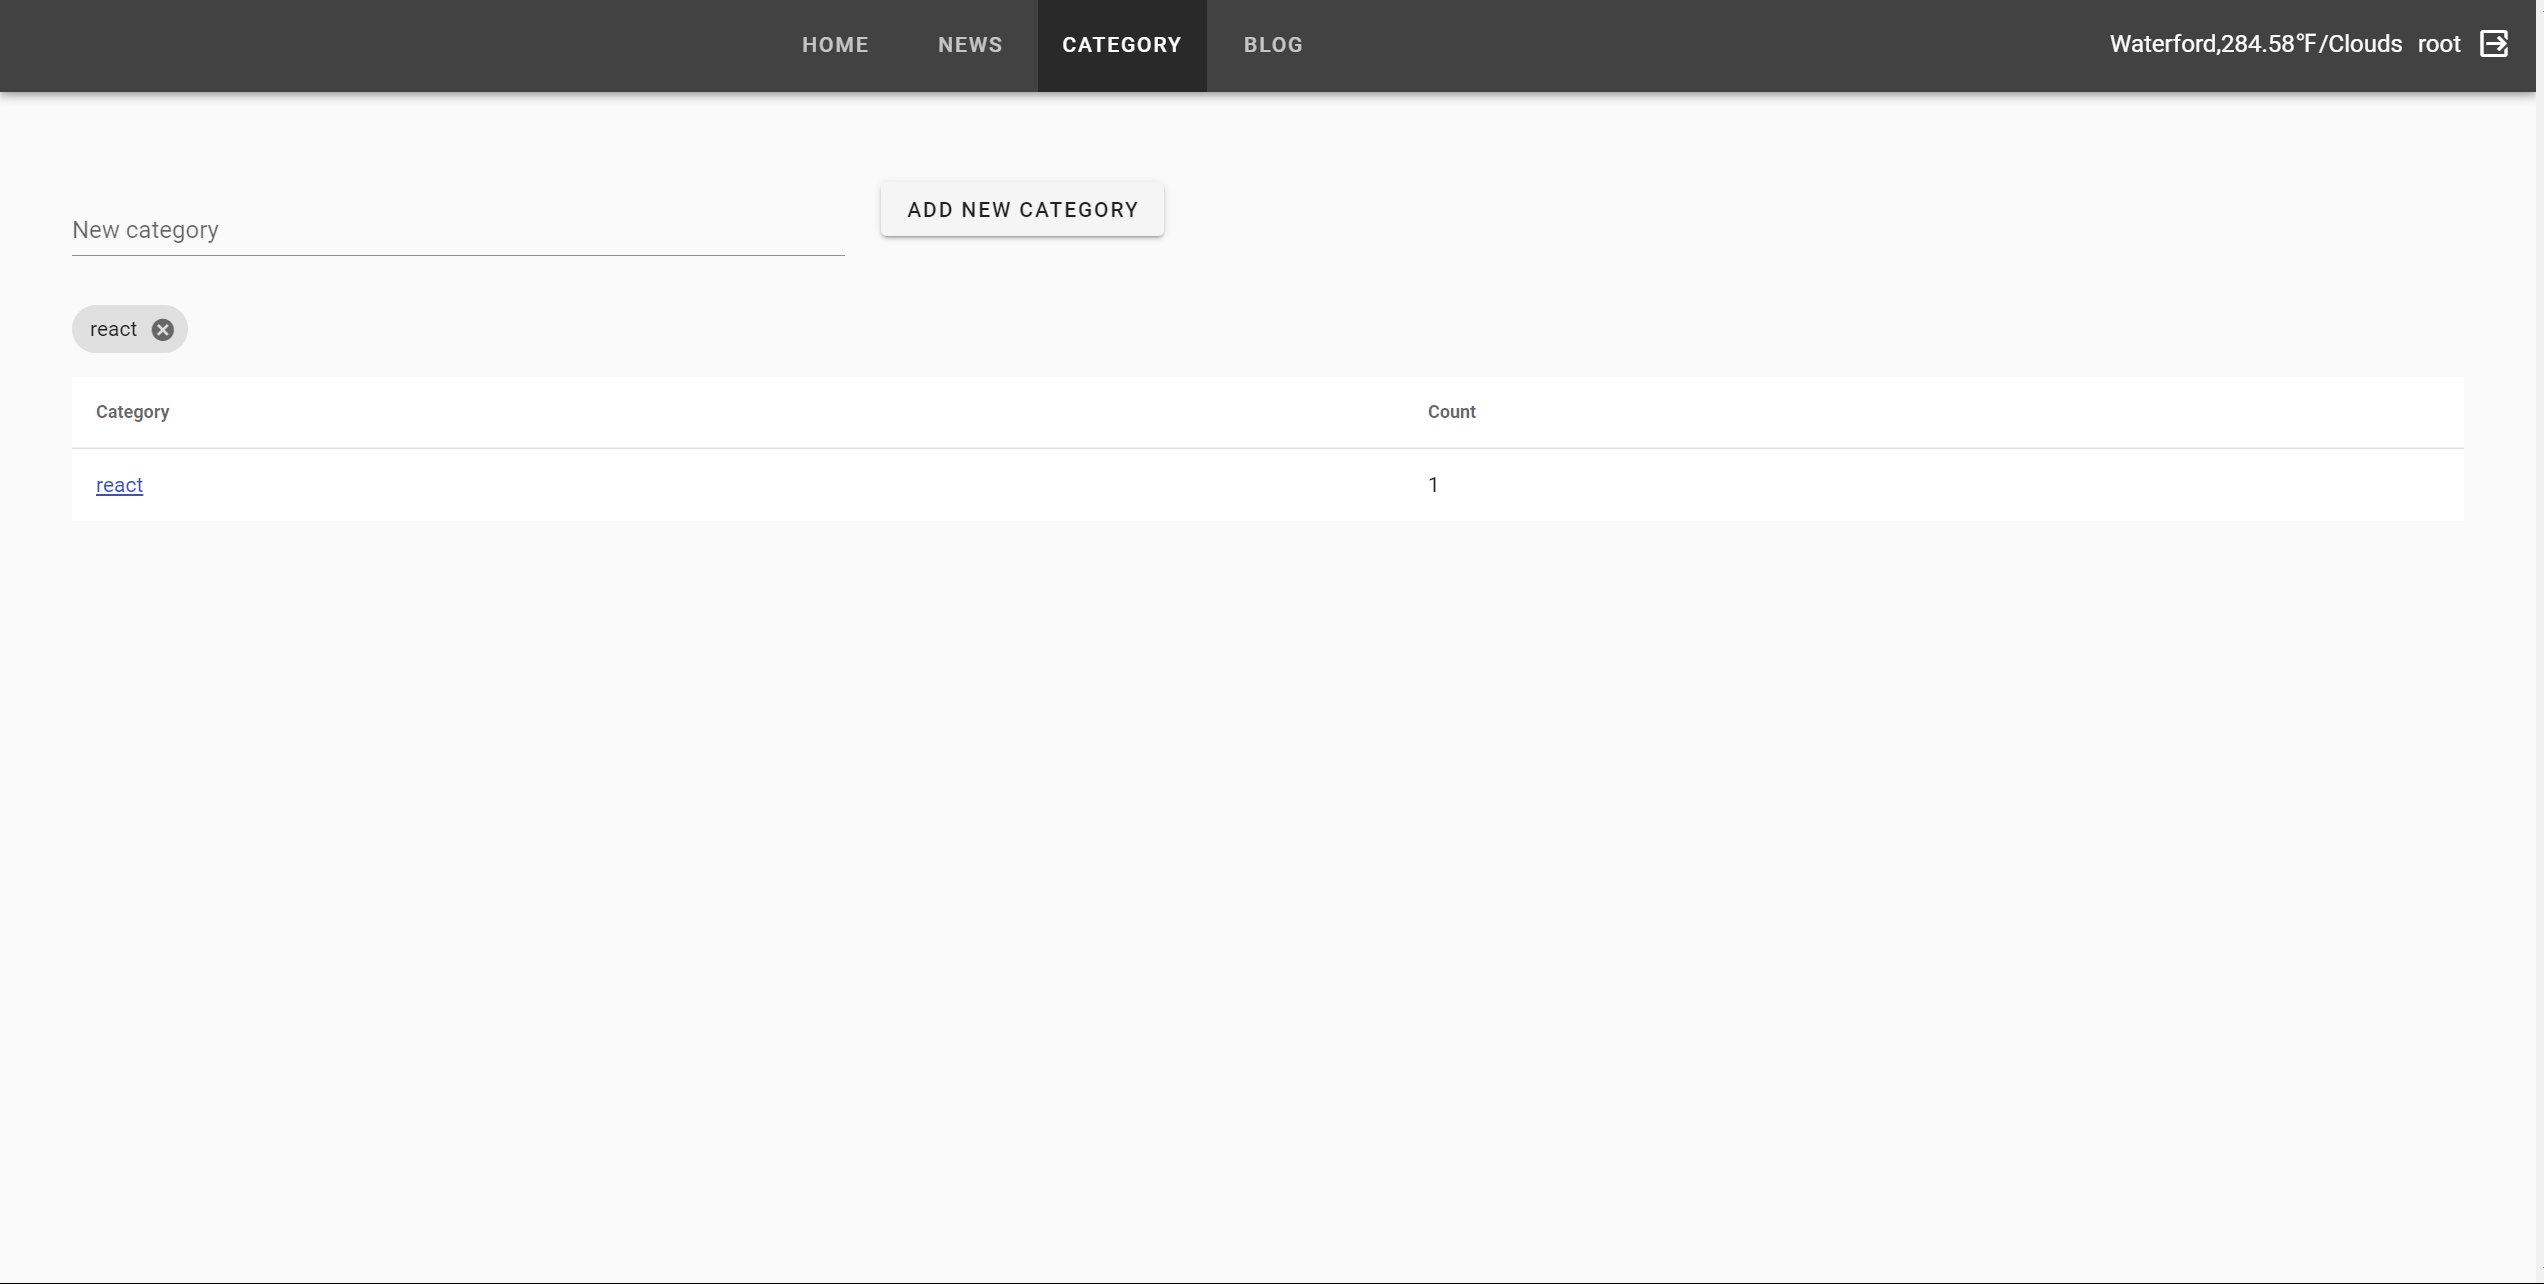 HOME NEWS CATEGORY BLOG Waterford,284.58℉/Clouds root
New category ADD NEW CATEGORY
react
Category Count
react 1